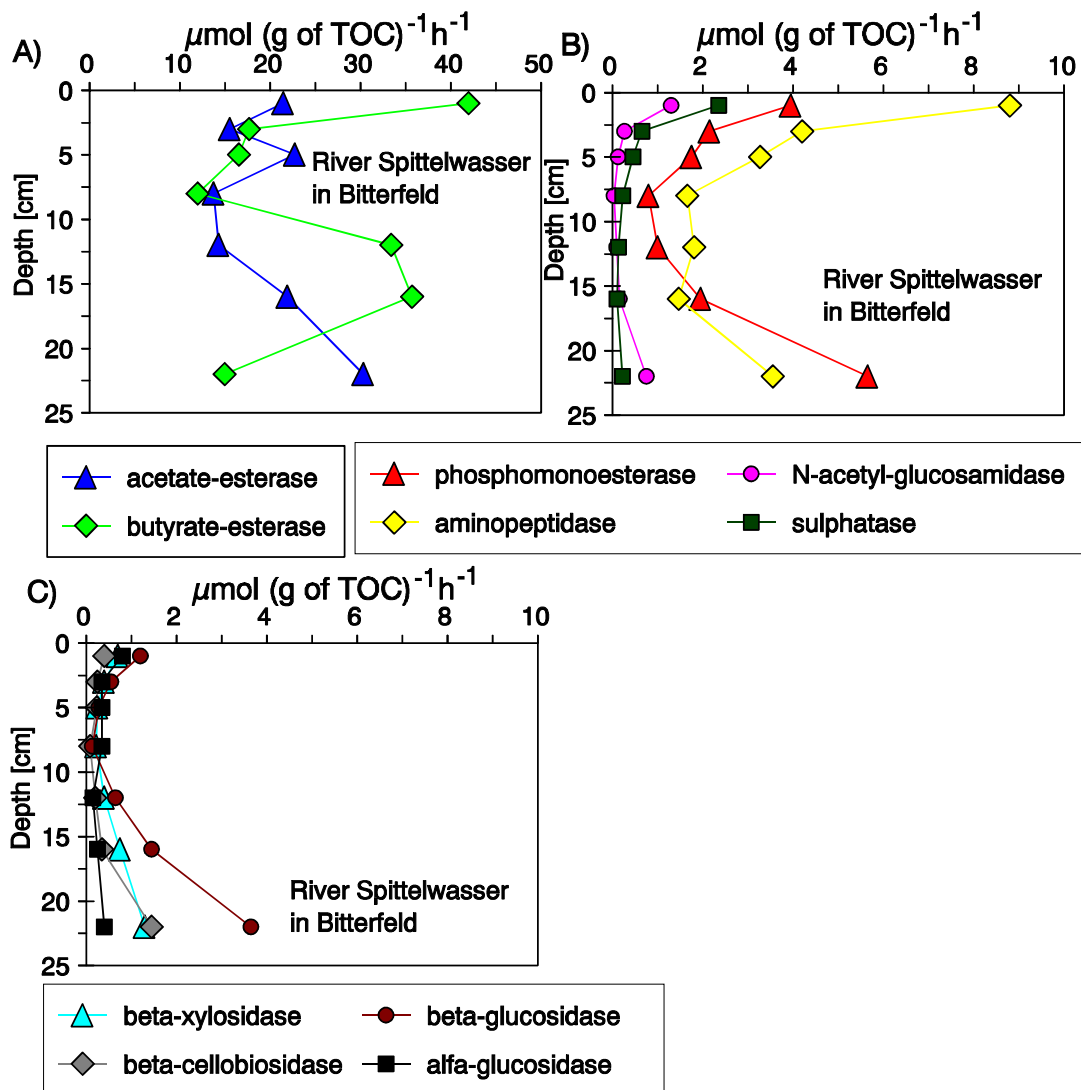 A)
μmol (g of TOC)⁻¹h⁻¹
0 10 20 30 40 50
0
5
10
15
20
25
Depth [cm]
River Spittelwasser
in Bitterfeld
B)
μmol (g of TOC)⁻¹h⁻¹
0 2 4 6 8 10
0
5
10
15
20
25
Depth [cm]
River Spittelwasser
in Bitterfeld
acetate-esterase
butyrate-esterase
phosphomonoesterase
N-acetyl-glucosamidase
aminopeptidase
sulphatase
C)
μmol (g of TOC)⁻¹h⁻¹
0 2 4 6 8 10
0
5
10
15
20
25
Depth [cm]
River Spittelwasser
in Bitterfeld
beta-xylosidase
beta-glucosidase
beta-cellobiosidase
alfa-glucosidase